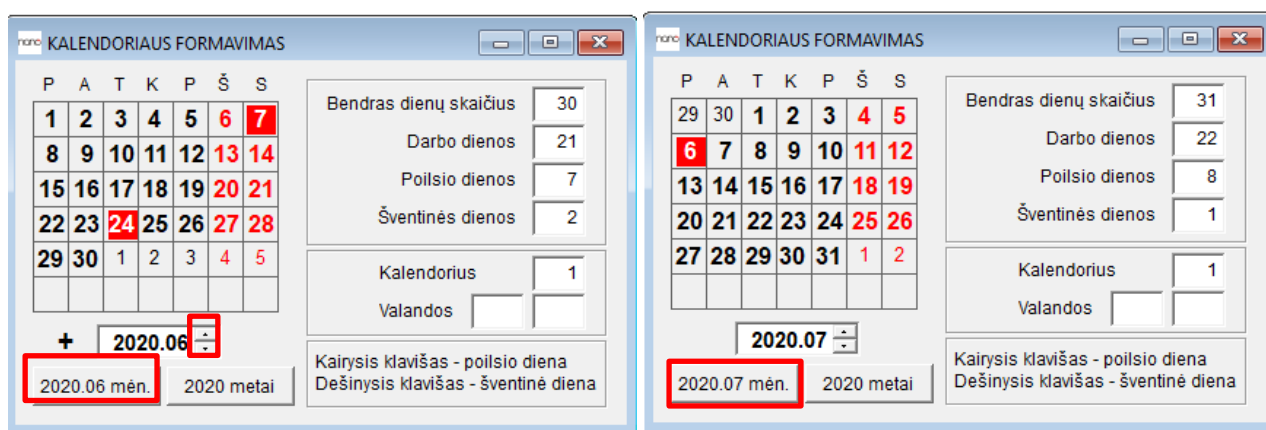 nano KALENDORIAUS FORMAVIMAS
P A T K P Š S
1 2 3 4 5 6 7
8 9 10 11 12 13 14
15 16 17 18 19 20 21
22 23 24 25 26 27 28
29 30 1 2 3 4 5
+ 2020.06
2020.06 mėn. 2020 metai
Bendras dienų skaičius 30
Darbo dienos 21
Poilsio dienos 7
Šventinės dienos 2
Kalendorius 1
Valandos
Kairysis klavišas - poilsio diena
Dešinysis klavišas - šventinė diena
nano KALENDORIAUS FORMAVIMAS
P A T K P Š S
29 30 1 2 3 4 5
6 7 8 9 10 11 12
13 14 15 16 17 18 19
20 21 22 23 24 25 26
27 28 29 30 31 1 2
2020.07
2020.07 mėn. 2020 metai
Bendras dienų skaičius 31
Darbo dienos 22
Poilsio dienos 8
Šventinės dienos 1
Kalendorius 1
Valandos
Kairysis klavišas - poilsio diena
Dešinysis klavišas - šventinė diena